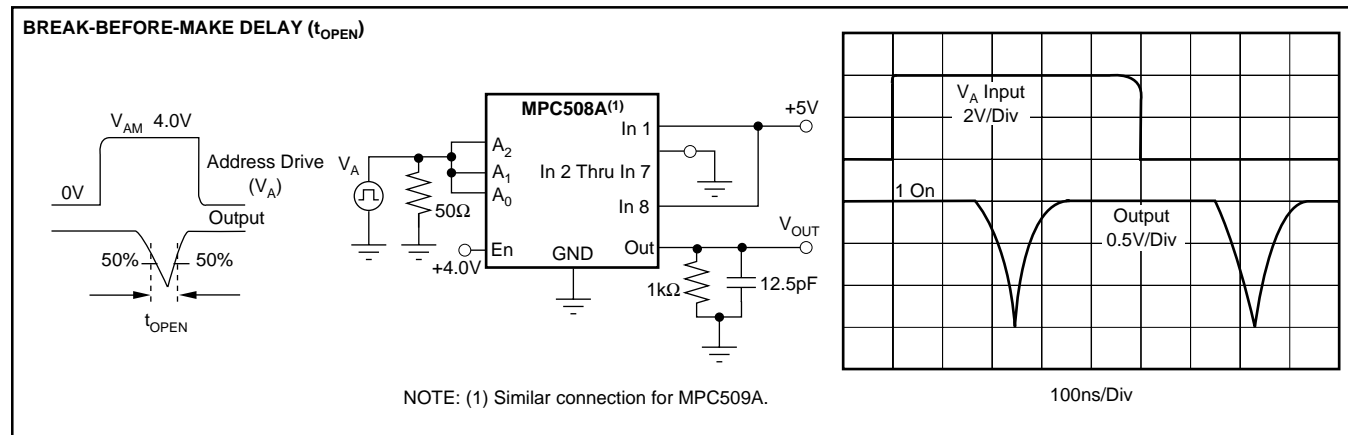 BREAK-BEFORE-MAKE DELAY (tOPEN)
VAM 4.0V
0V
Address Drive
(VA)
Output
50%
50%
tOPEN
VA
50Ω
+4.0V
MPC508A(1)
A2
A1
A0
En
GND
In 1
In 2 Thru In 7
In 8
Out
+5V
VOUT
1kΩ
12.5pF
NOTE: (1) Similar connection for MPC509A.
VA Input
2V/Div
1 On
Output
0.5V/Div
100ns/Div